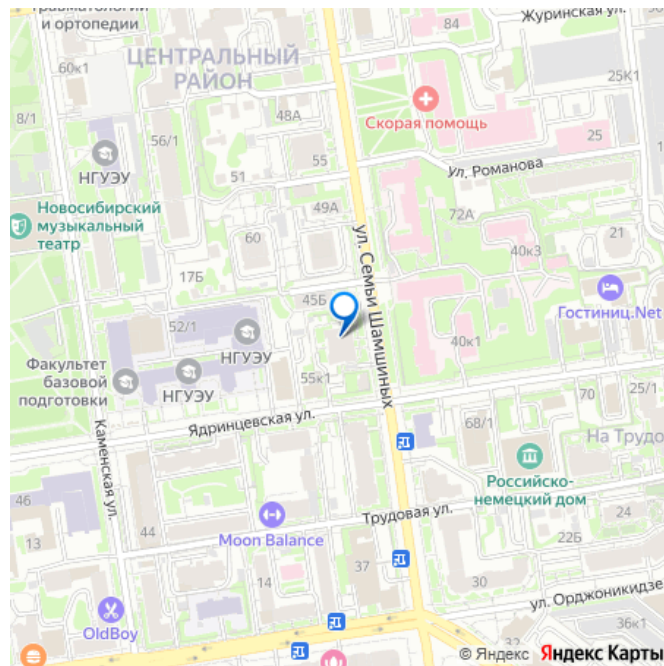 Травматологии
и ортопедии
Журинская ул.
84
60к1
ЦЕНТРАЛЬНЫЙ
РАЙОН
25К1
8/1
48А
Скорая помощь
56/1
25
НГУЭУ
55
ул. Романова
51
Новосибирский
музыкальный
театр
49А
72А
60
21
40к3
17Б
ул. Семьи Шамшиных
45Б
Гостиниц.Net
52/1
НГУЭУ
40к1
Факультет
базовой
подготовки
НГУЭУ
55к1
70
25/1
Ядринцевская ул.
68/1
На Трудо
Каменская ул.
Российско-
немецкий дом
46
44
Трудовая ул.
24
13
Moon Balance
22Б
14
37
30
ул. Орджоникидзе
OldBoy
36к1
32
© Яндекс Яндекс Карты